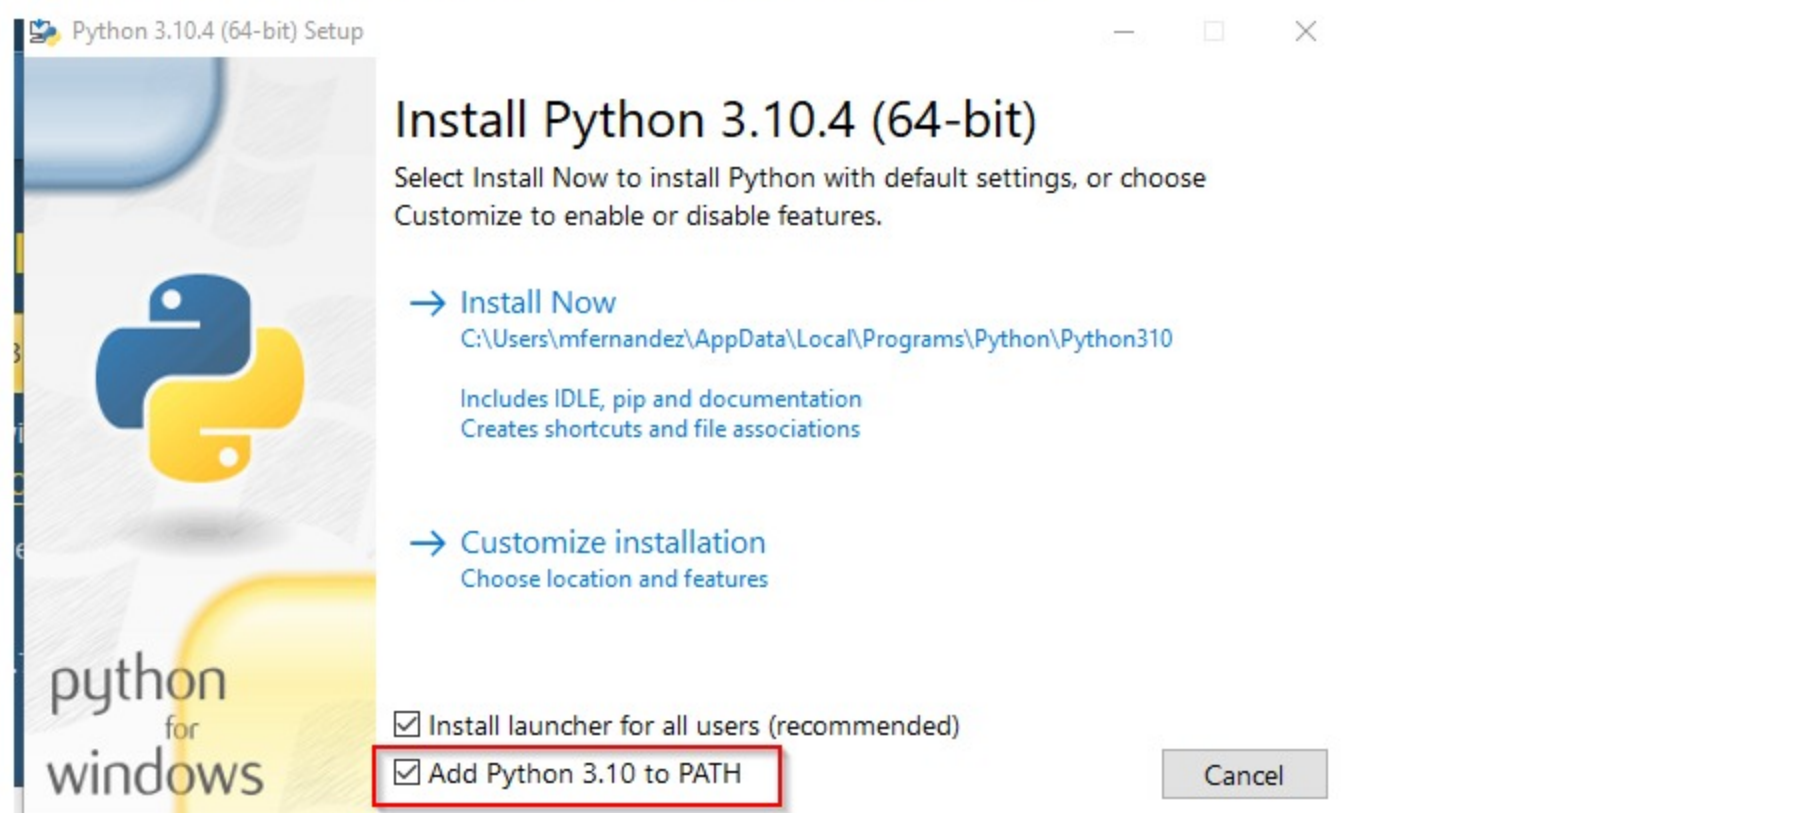 Python 3.10.4 (64-bit) Setup
Install Python 3.10.4 (64-bit)
Select Install Now to install Python with default settings, or choose
Customize to enable or disable features.
Install Now
C:\Users\mfernandez\AppData\Local\Programs\Python\Python310
Includes IDLE, pip and documentation
Creates shortcuts and file associations
Customize installation
Choose location and features
python
for
windows
Install launcher for all users (recommended)
Add Python 3.10 to PATH
Cancel